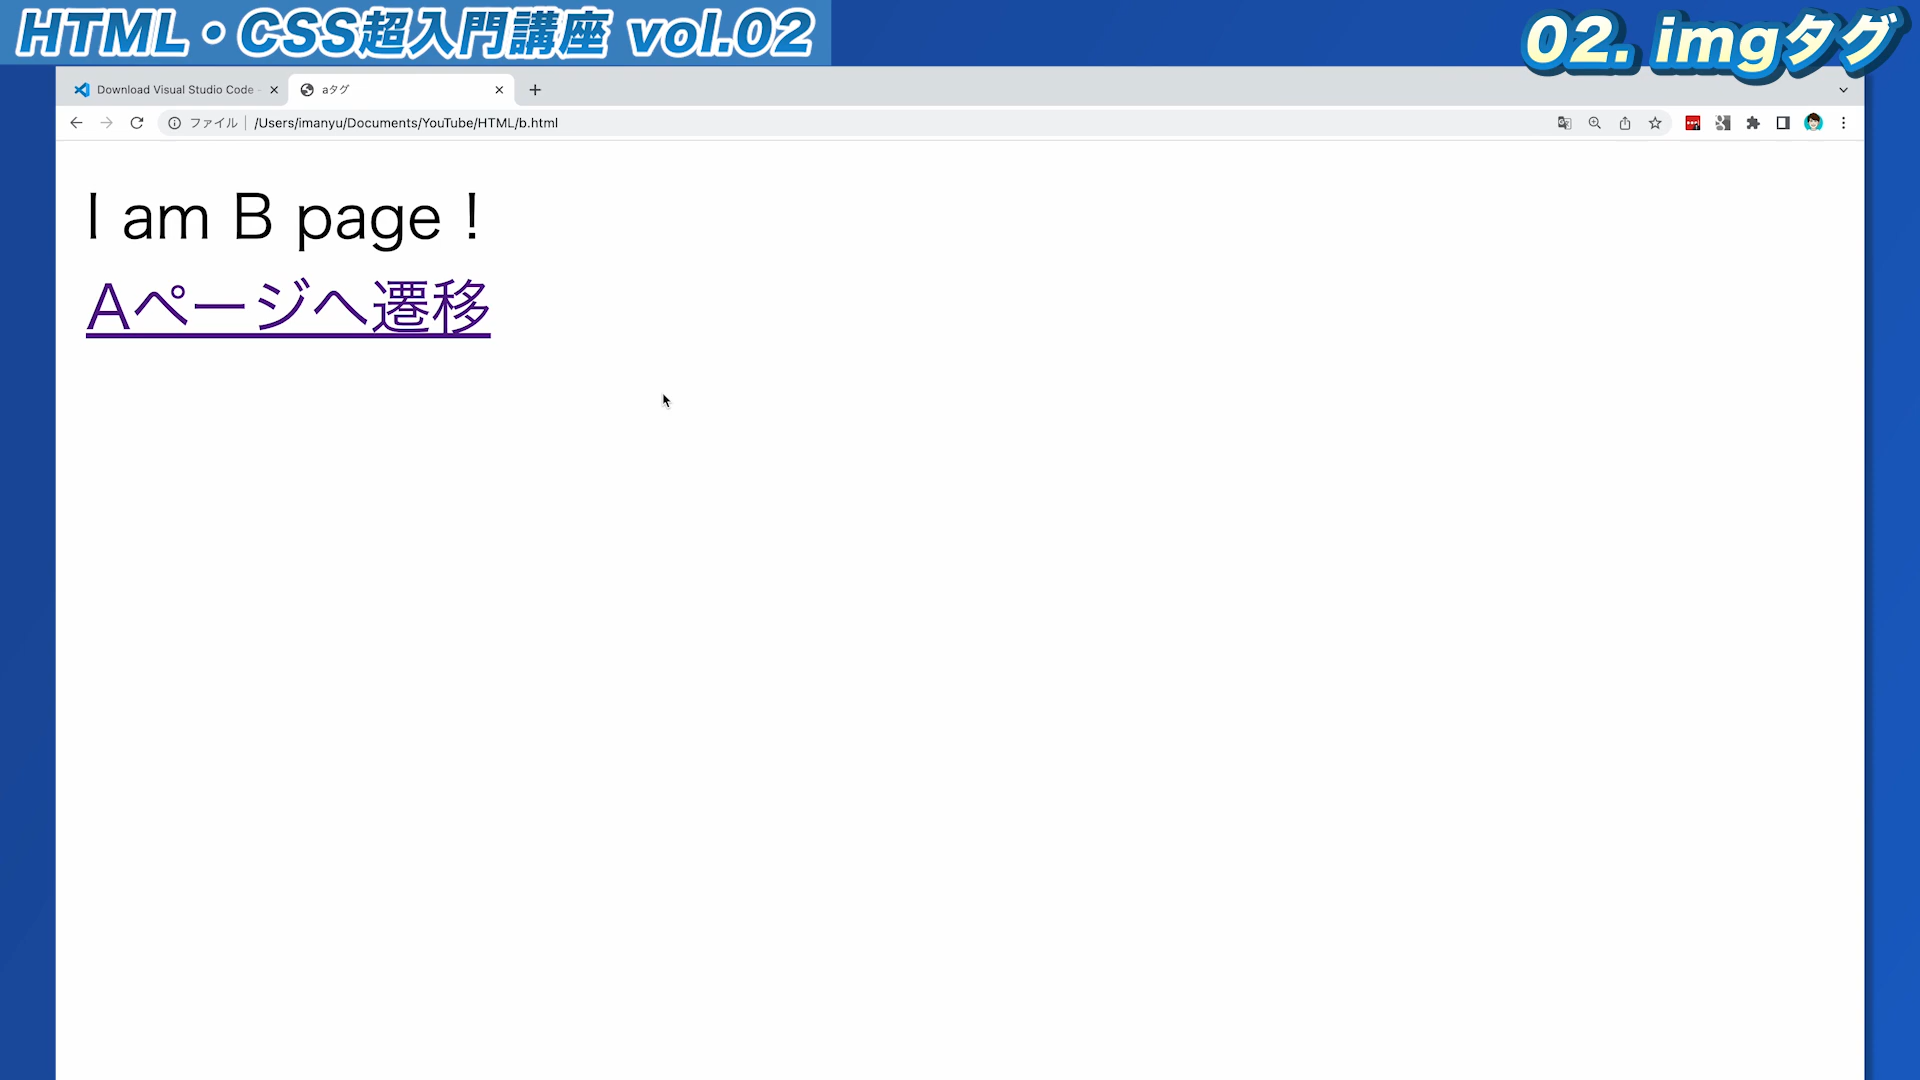 HTML・CSS超入門講座 vol.02
02. imgタグ
Download Visual Studio Code -
aタグ
ファイル
/Users/imanyu/Documents/YouTube/HTML/b.html
I am B page !
Aページへ遷移